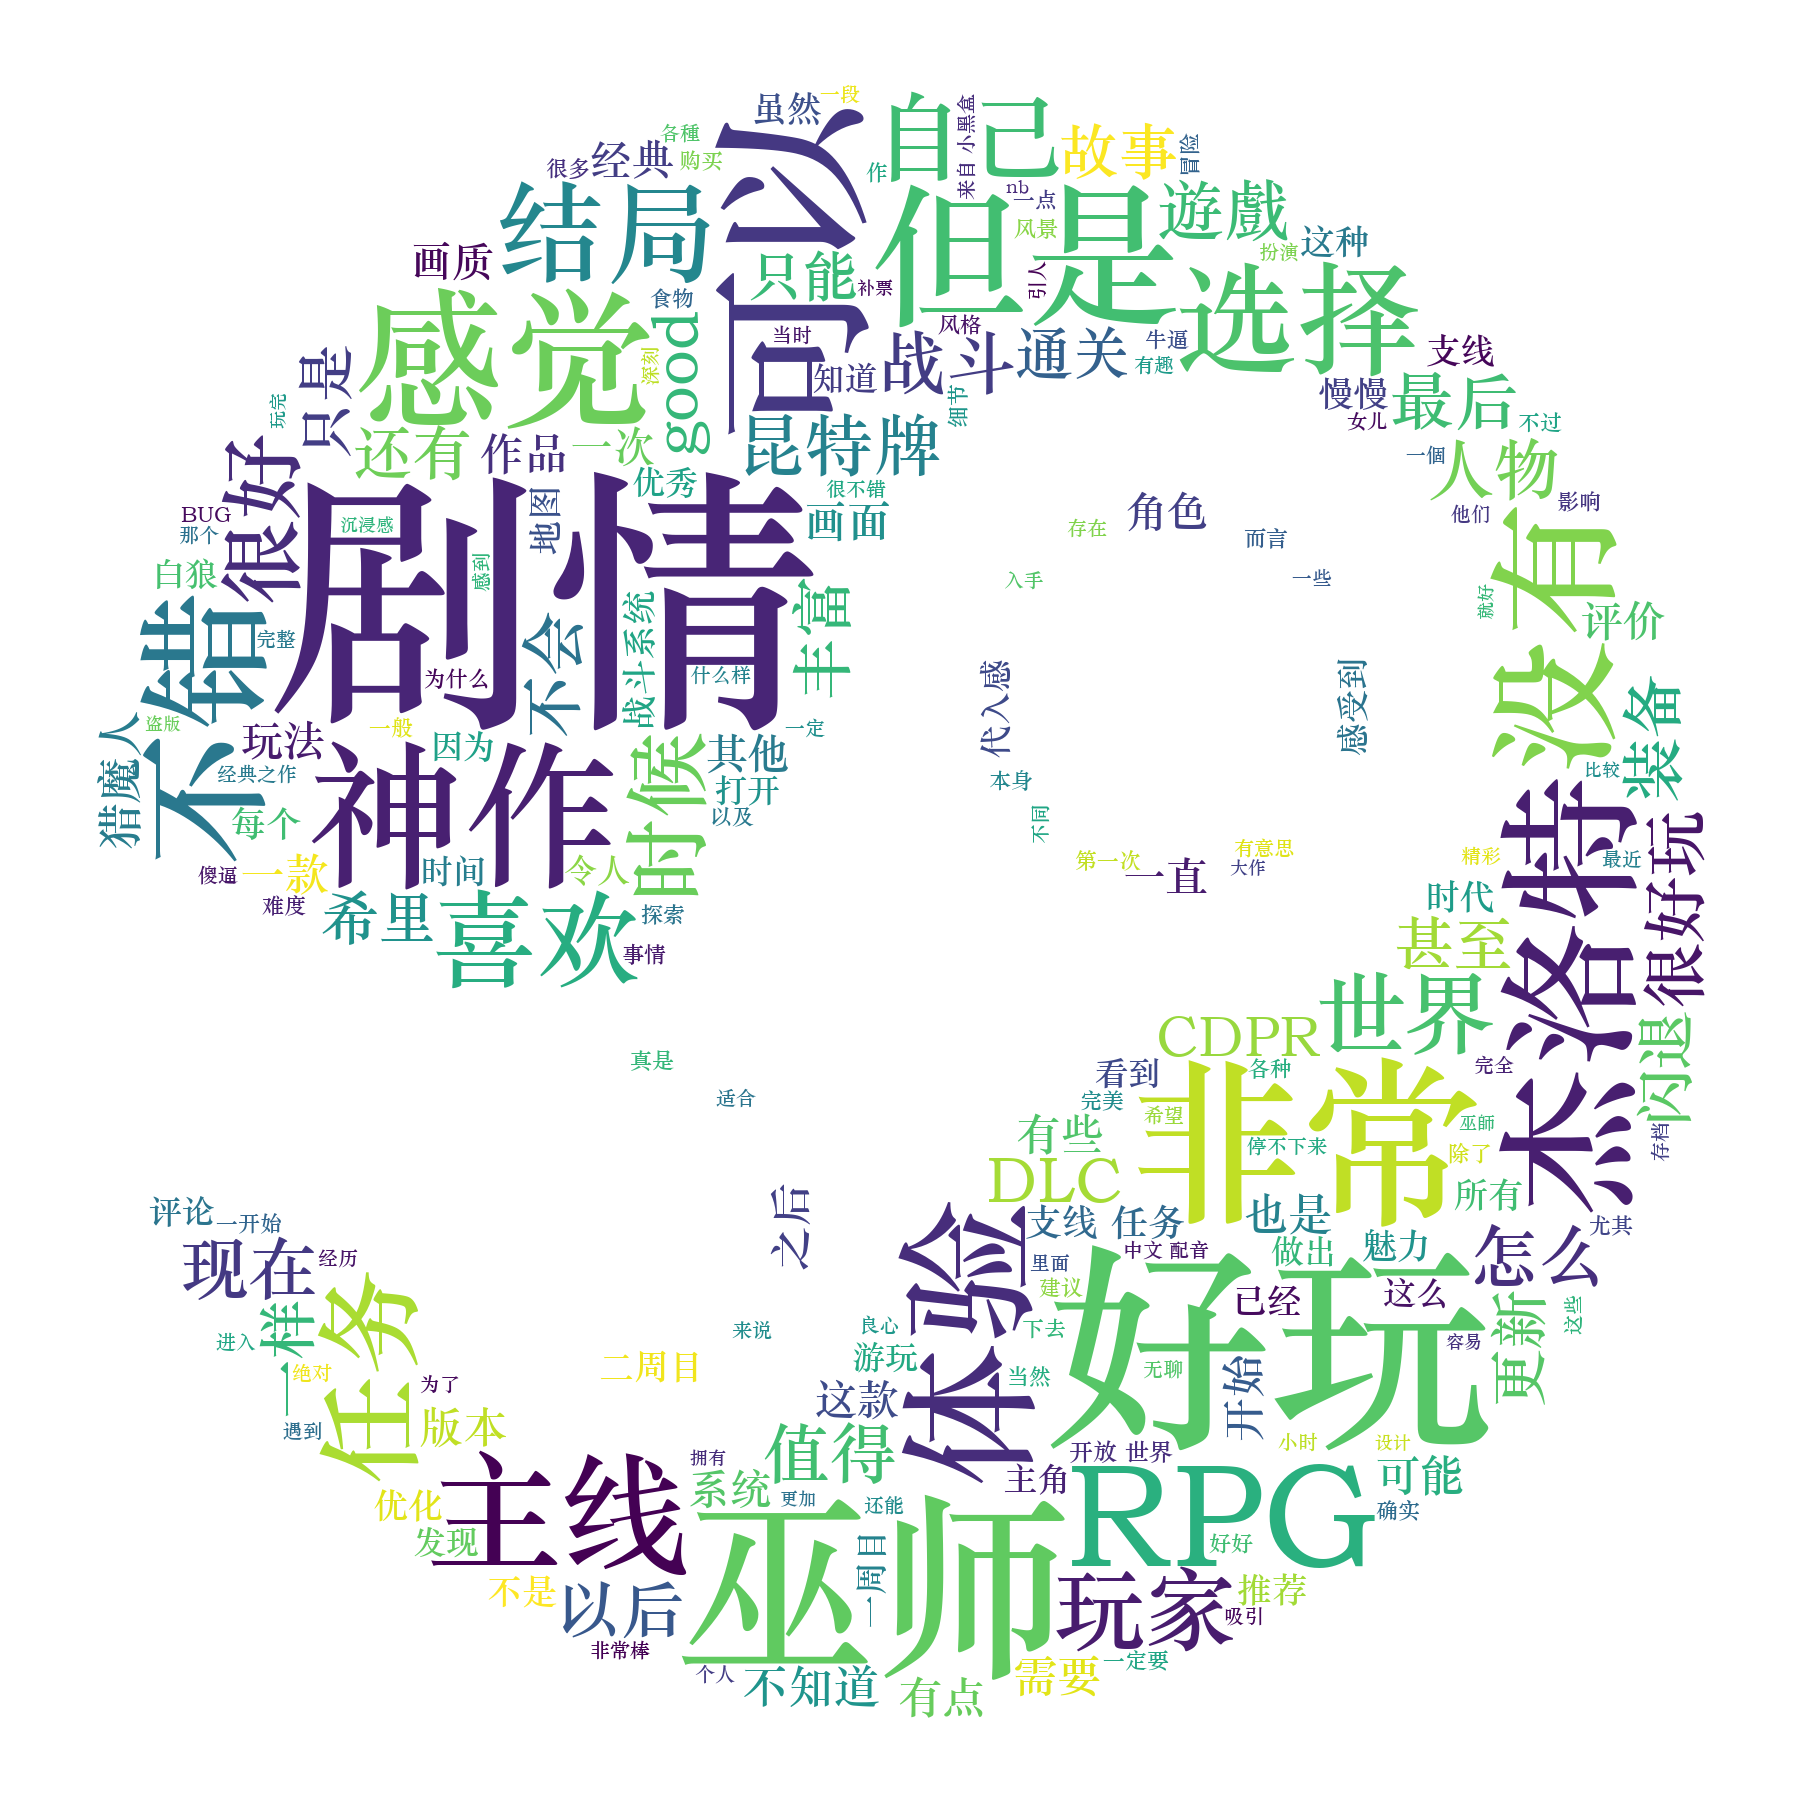 虽然
一段
可以
自己
来自 小黑盒
故事
冒险
各種
购买
很多
经典
作
nb
一点
结局
但是
遊戲
风景
扮演
这种
画质
只能
补票
引人
选择
食物
感觉
good
当时
风格
战斗
通关
牛逼
有趣
支线
深刻
知道
只是
慢慢
最后
女儿
不过
玩完
细节
还有
作品
一次
昆特牌
优秀
很不错
一個
人物
很好
剧情
BUG
那个
沉浸感
地图
画面
角色
存在
而言
他们
影响
白狼
感到
入手
一些
没有
就好
评价
不错
完整
不会
战斗系统
丰富
为什么
什么样
代入感
感受到
装备
猎魔人
盗版
玩法
一般
因为
一定
时候
其他
经典之作
神作
打开
本身
比较
每个
以及
不同
杰洛特
很好玩
傻逼
一款
时间
令人
第一次
一直
有意思
大作
精彩
最近
难度
希里
喜欢
探索
时代
事情
甚至
世界
CDPR
闪退
真是
看到
各种
完全
适合
完美
非常
希望
巫師
有些
停不下来
除了
存档
DLC
所有
评论
一开始
现在
经历
之后
体验
支线 任务
也是
魅力
怎么
尤其
里面
中文 配音
做出
建议
已经
这么
任务
一样
进入
绝对
来说
良心
下去
好玩
更新
这些
容易
二周目
游玩
当然
无聊
开始
为了
这款
遇到
版本
值得
开放 世界
小时
设计
主线
拥有
系统
主角
RPG
可能
优化
更加
还能
确实
发现
巫师
一周目
好好
不是
以后
玩家
推荐
吸引
非常棒
个人
不知道
有点
需要
一定要